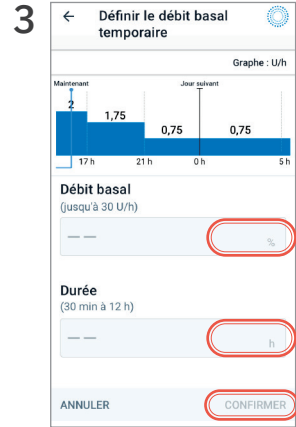 3
← Définir le débit basal
temporaire
Graphe : U/h
Maintenant
Jour suivant
2
1,75
0,75
0,75
17 h
21 h
0 h
5 h
Débit basal
(jusqu'à 30 U/h)
— —
%
Durée
(30 min à 12 h)
— —
h
ANNULER
CONFIRMER